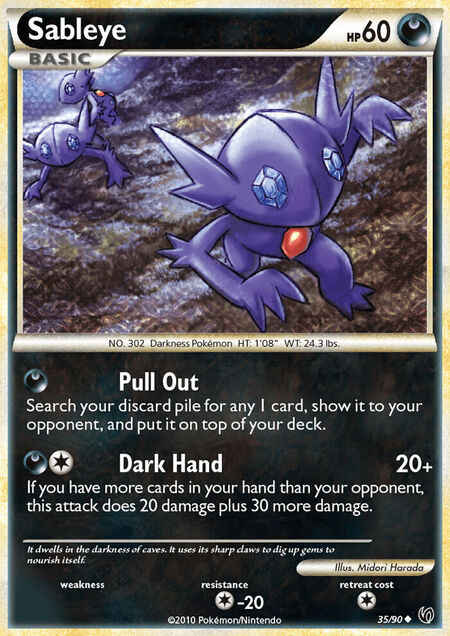 Sableye HP 60
BASIC
NO. 302 Darkness Pokémon HT: 1'08" WT: 24.3 lbs.
Pull Out
Search your discard pile for any 1 card, show it to your
opponent, and put it on top of your deck.
Dark Hand 20+
If you have more cards in your hand than your opponent,
this attack does 20 damage plus 30 more damage.
It dwells in the darkness of caves. It uses its sharp claws to dig up gems to
nourish itself.
Illus. Midori Harada
weakness resistance retreat cost
-20
©2010 Pokémon/Nintendo 35/90